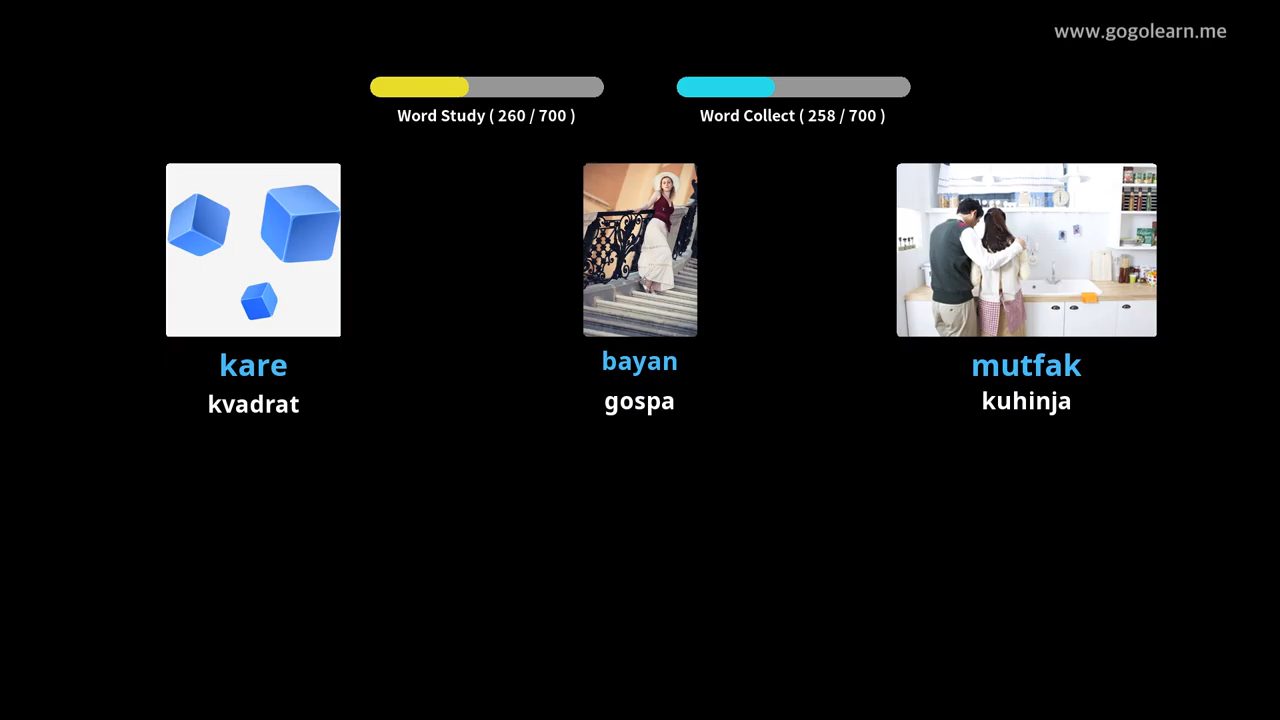 www.gogolearn.me
Word Study ( 260 / 700 )
Word Collect ( 258 / 700 )
kare
kvadrat
bayan
gospa
mutfak
kuhinja